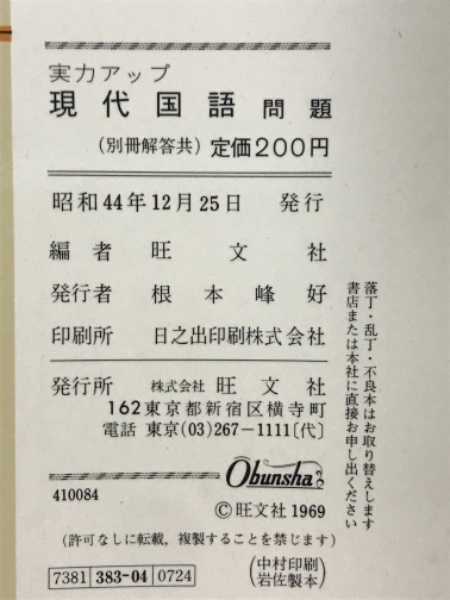 実力アップ
現代国語問題
(別冊解答共) 定価200円
昭和44年12月25日 発行
編者 旺文社
発行者 根本峰好
印刷所 日之出印刷株式会社
発行所 株式会社 旺文社
162東京都新宿区横寺町
電話 東京(03)267-1111〔代〕
Obunsha
410084
©旺文社 1969
(許可なしに転載,複製することを禁じます)
7381 383-04 0724
(中村印刷
岩佐製本)
落丁・乱丁・不良本はお取り替えします
書店または本社に直接お申し出ください